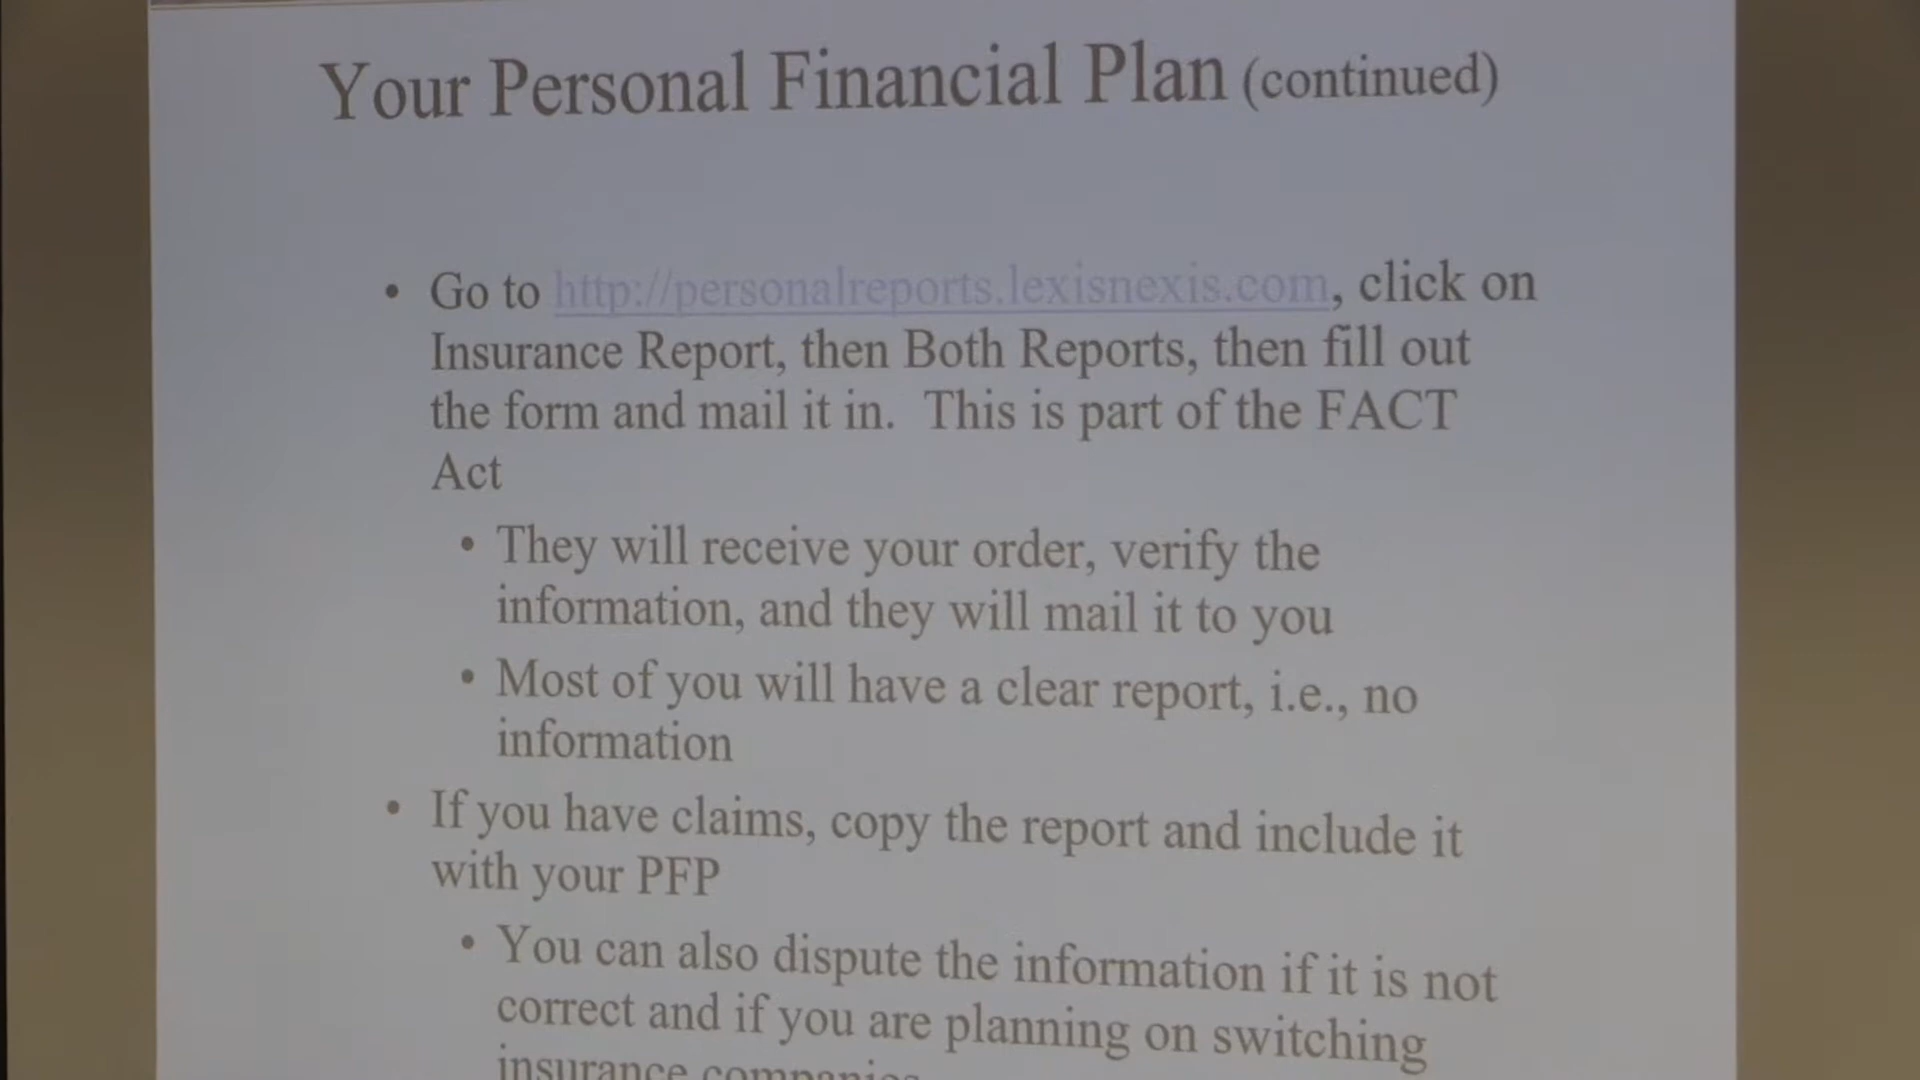 Your Personal Financial Plan (continued)
• Go to http://personalreports.lexisnexis.com, click on
Insurance Report, then Both Reports, then fill out
the form and mail it in. This is part of the FACT
Act
• They will receive your order, verify the
information, and they will mail it to you
• Most of you will have a clear report, i.e., no
information
• If you have claims, copy the report and include it
with your PFP
• You can also dispute the information if it is not
correct and if you are planning on switching
insurance companies